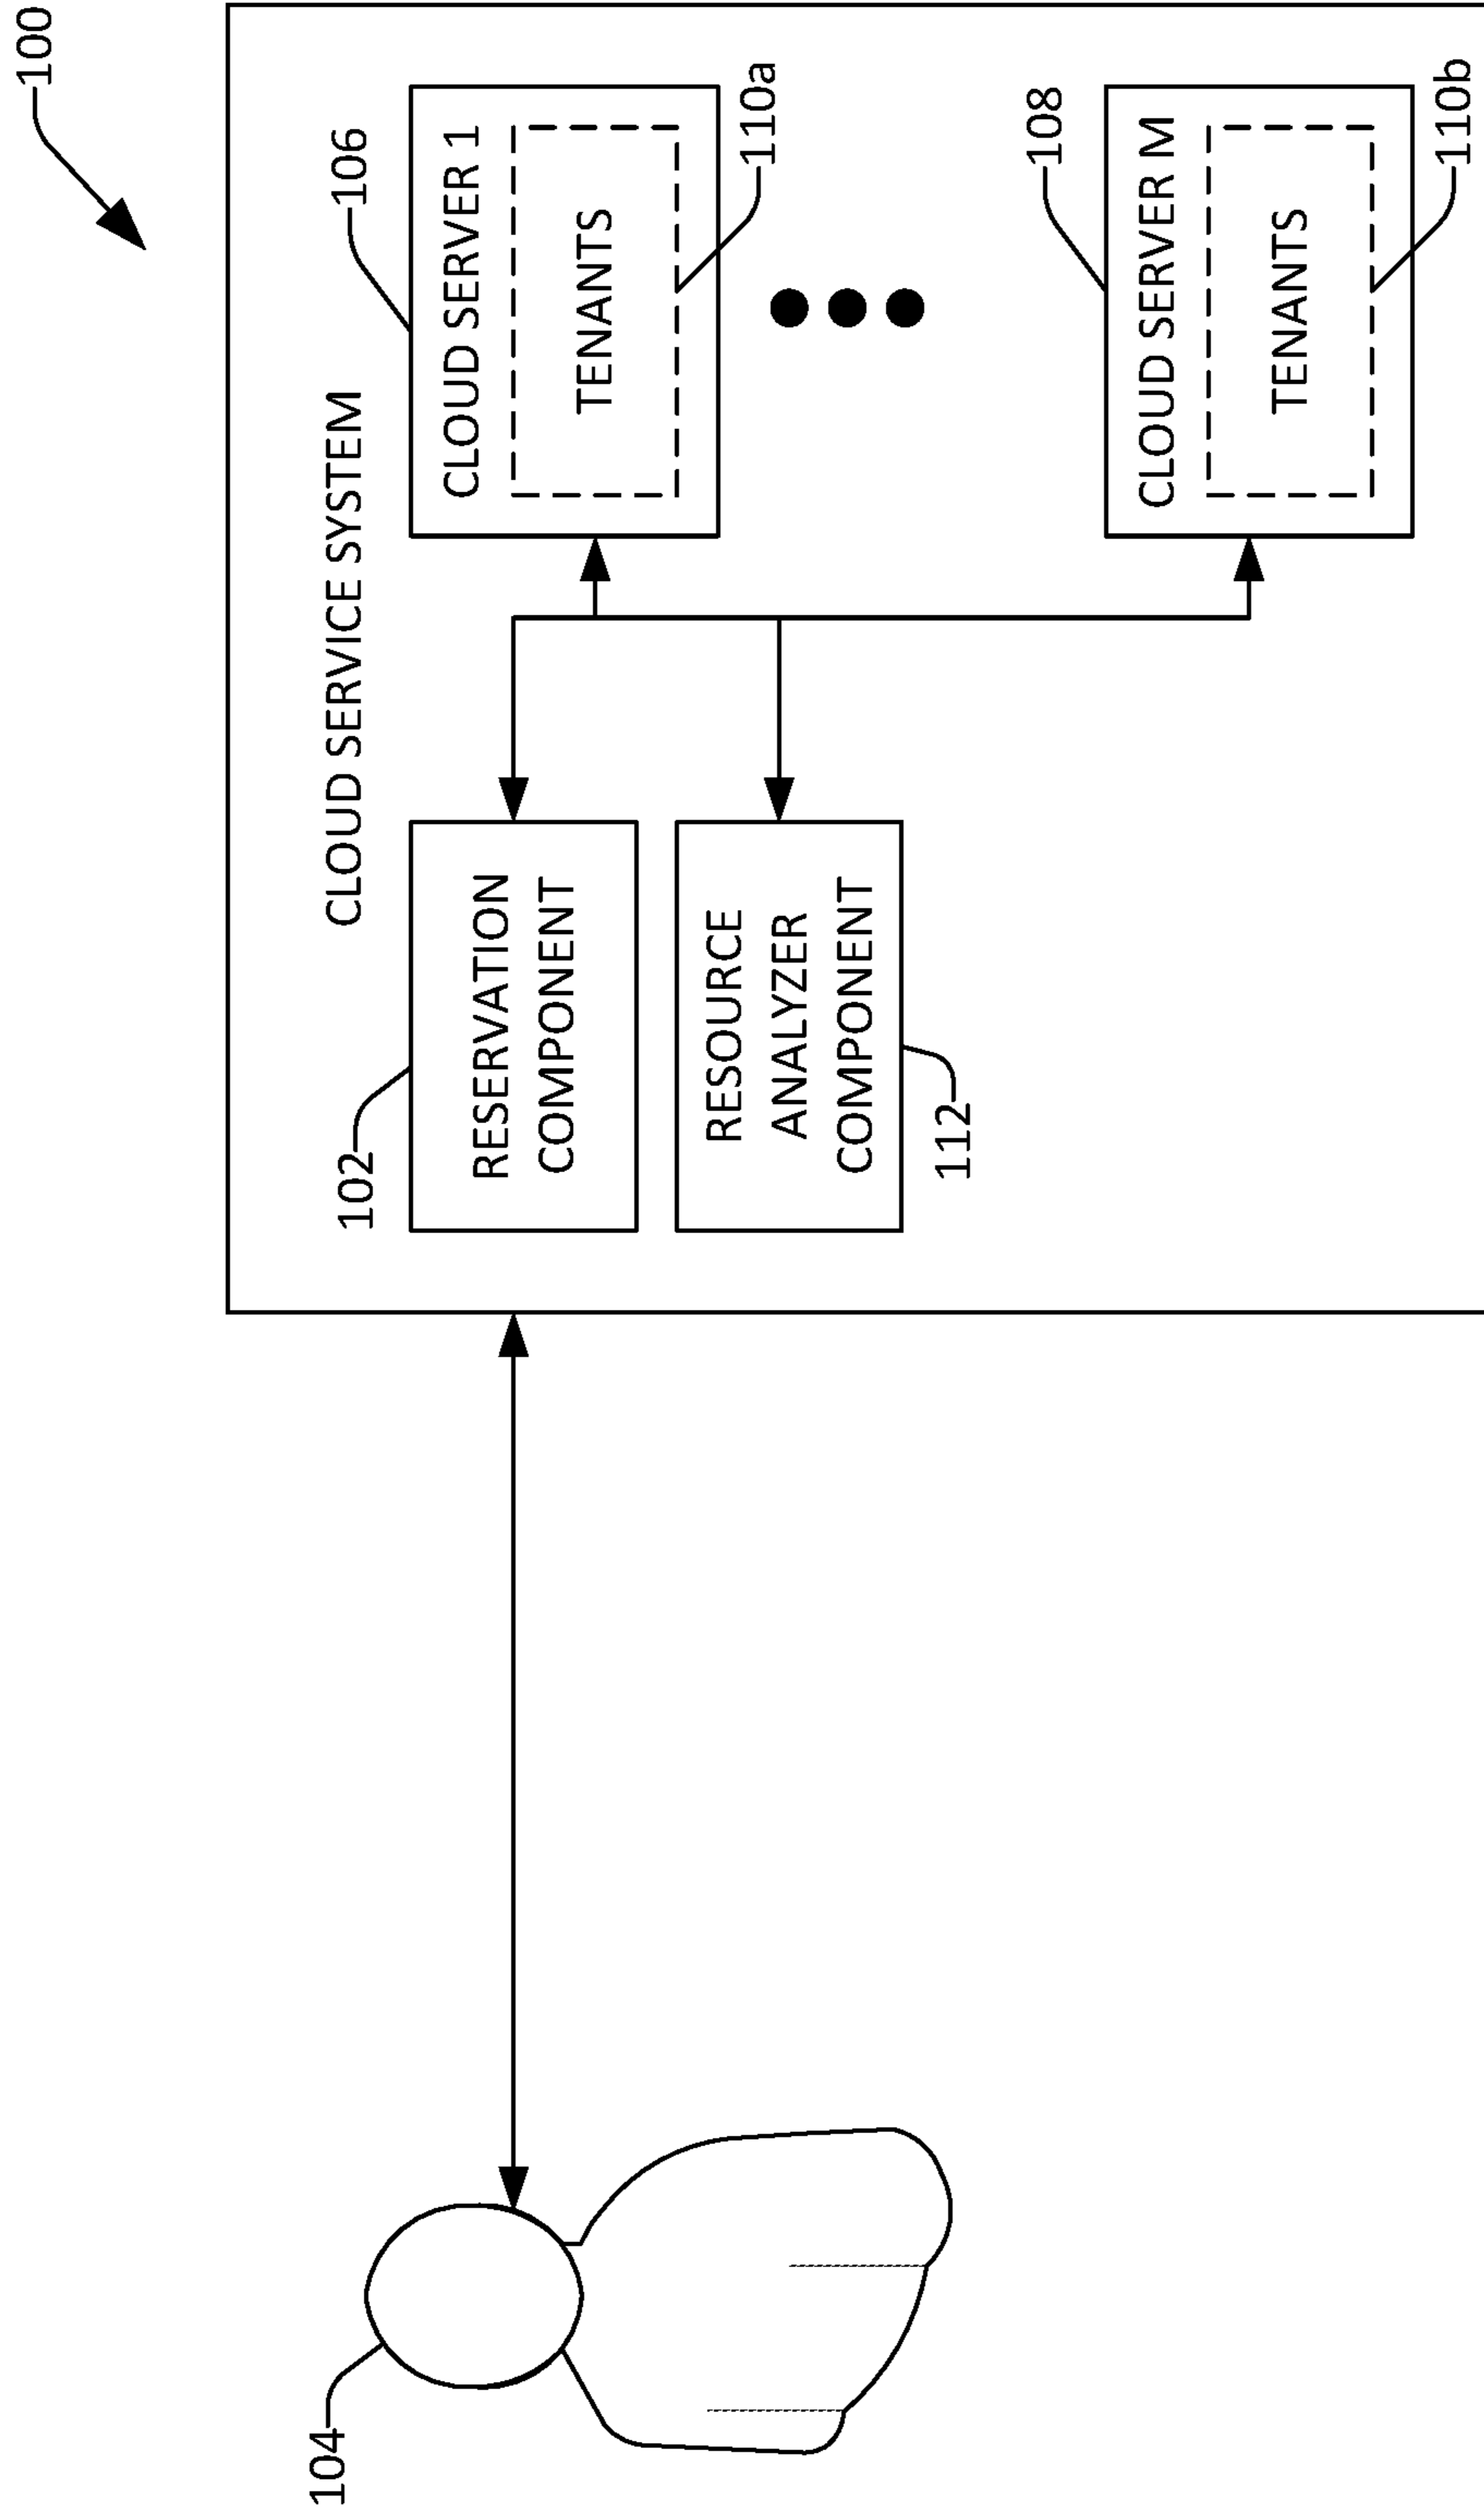 100
CLOUD SERVICE SYSTEM
102
RESERVATION
COMPONENT
RESOURCE
ANALYZER
COMPONENT
112
106
CLOUD SERVER 1
TENANTS
110a
108
CLOUD SERVER M
TENANTS
110b
104